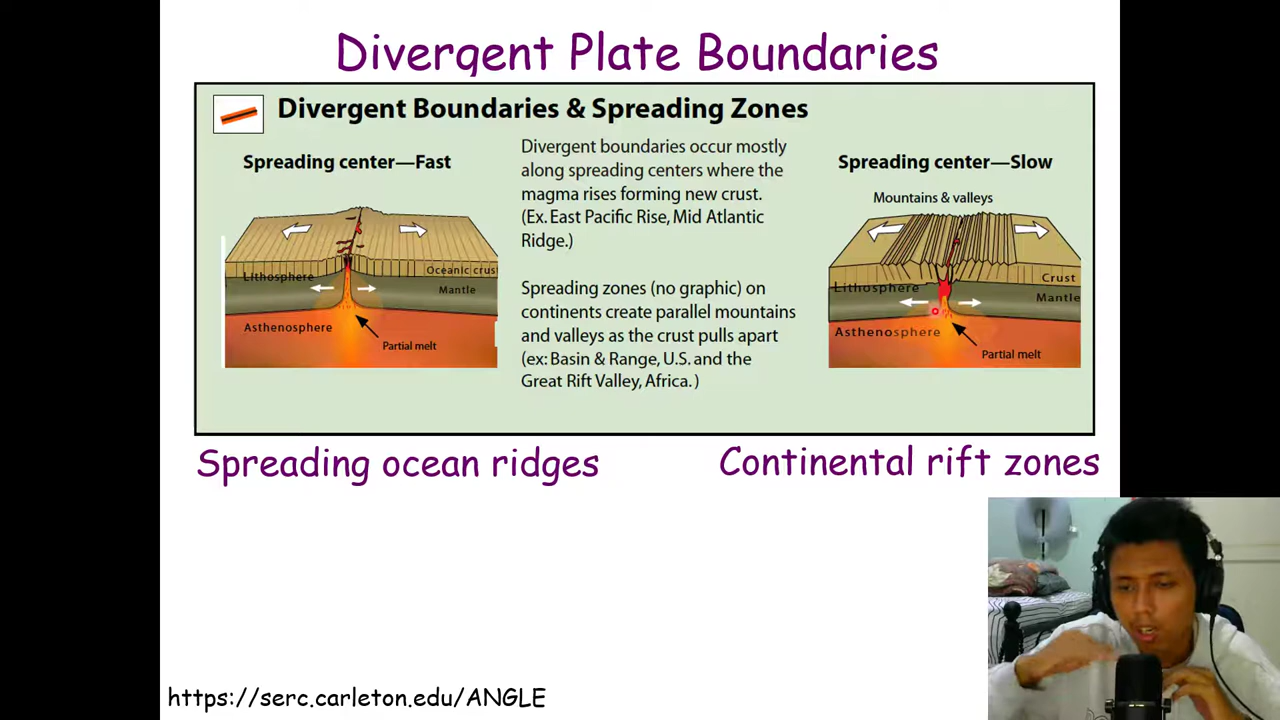 Divergent Plate Boundaries
Divergent Boundaries & Spreading Zones
Spreading center—Fast
Lithosphere
Oceanic crust
Mantle
Asthenosphere
Partial melt
Divergent boundaries occur mostly
along spreading centers where the
magma rises forming new crust.
(Ex. East Pacific Rise, Mid Atlantic
Ridge.)
Spreading zones (no graphic) on
continents create parallel mountains
and valleys as the crust pulls apart
(ex: Basin & Range, U.S. and the
Great Rift Valley, Africa. )
Spreading center—Slow
Mountains & valleys
Lithosphere
Crust
Mantle
Asthenosphere
Partial melt
Spreading ocean ridges
Continental rift zones
https://serc.carleton.edu/ANGLE